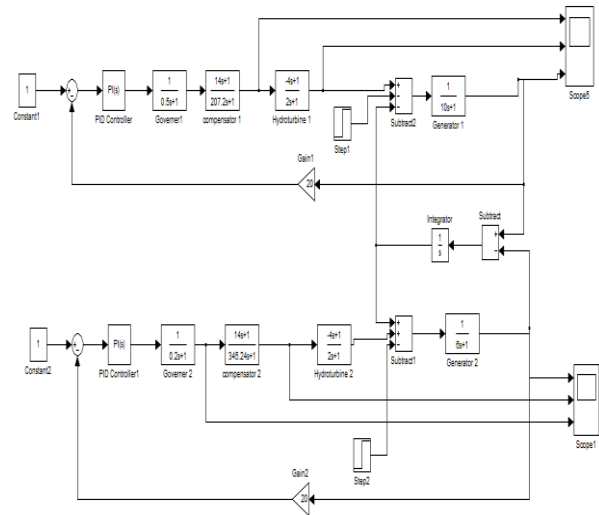 Scope5
1
Constant1
PI(s)
PID Controller
1
0.5s+1
Governer1
14s+1
207.2s+1
compensator 1
-4s+1
2s+1
Hydroturbine 1
Step1
Subtract2
1
10s+1
Generator 1
Gain1
20
Integrator
1
s
Subtract
1
Constant2
PI(s)
PID Controller1
1
0.2s+1
Governer 2
14s+1
345.24s+1
compensator 2
-4s+1
2s+1
Hydroturbine 2
Subtract1
1
6s+1
Generator 2
Scope1
Step2
Gain2
20